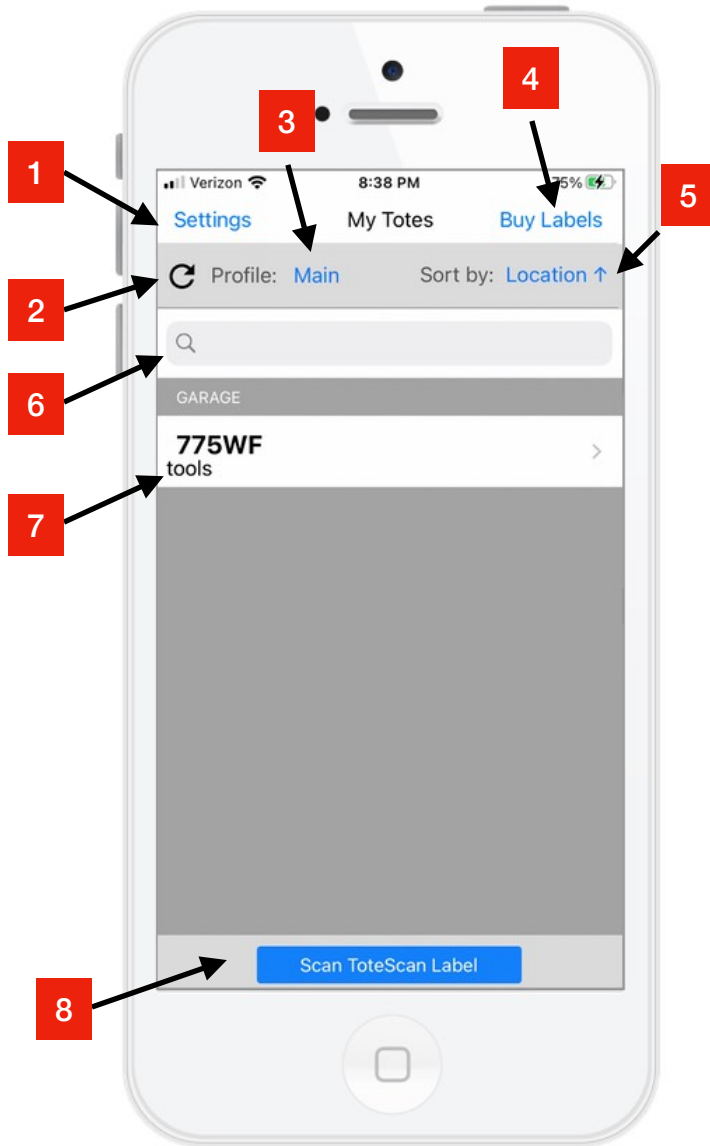 4
3
1
Verizon 8:38 PM 75%
5
Settings My Totes Buy Labels
Profile: Main Sort by: Location ↑
2
6
GARAGE
775WF
tools
7
Scan ToteScan Label
8